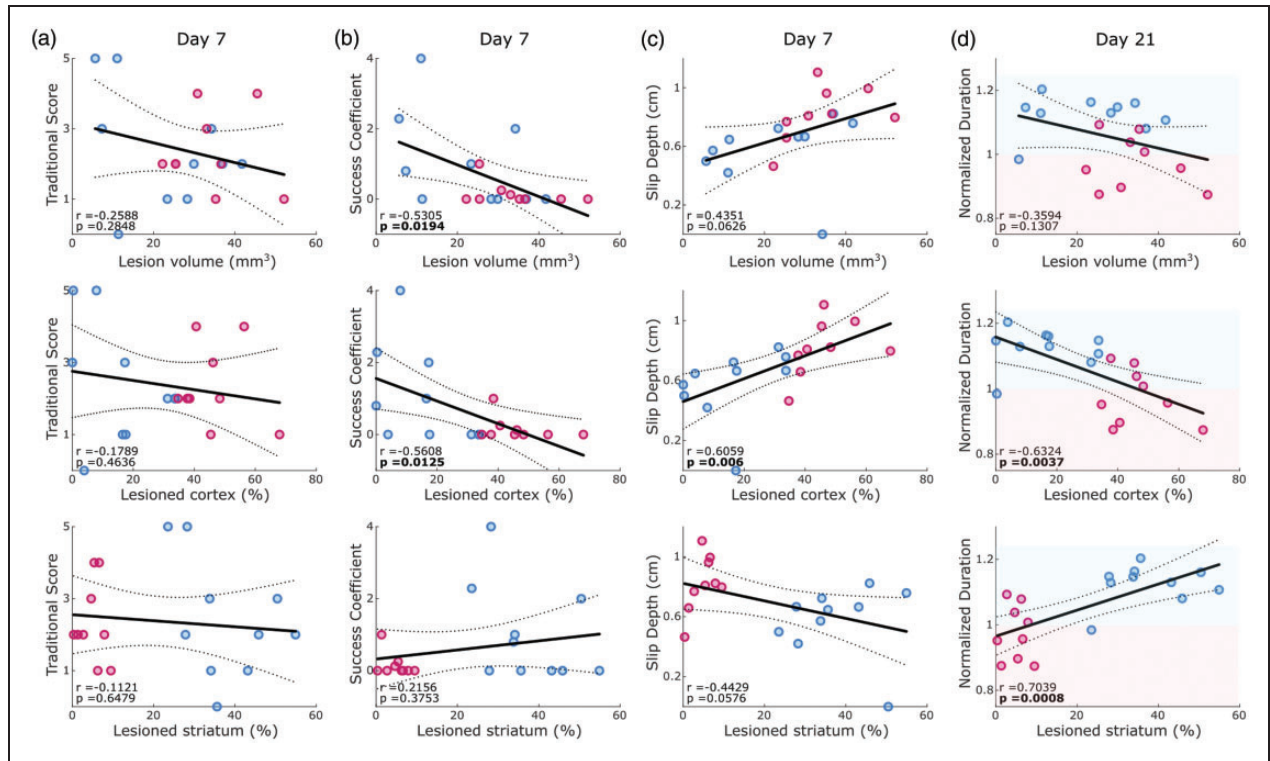 (a) Day 7
Traditional Score
5
3
1
r =-0.2588
p =0.2848
0 20 40 60
Lesion volume (mm³)
(b) Day 7
Success Coefficient
4
2
0
r =-0.5305
p =0.0194
0 20 40 60
Lesion volume (mm³)
(c) Day 7
Slip Depth (cm)
1
0.6
0.2
r =0.4351
p =0.0626
0 20 40 60
Lesion volume (mm³)
(d) Day 21
Normalized Duration
1.2
1
0.8
r =-0.3594
p =0.1307
0 20 40 60
Lesion volume (mm³)
Traditional Score
5
3
1
r =-0.1789
p =0.4636
0 20 40 60 80
Lesioned cortex (%)
Success Coefficient
4
2
0
r =-0.5608
p =0.0125
0 20 40 60 80
Lesioned cortex (%)
Slip Depth (cm)
1
0.6
0.2
r =0.6059
p =0.006
0 20 40 60 80
Lesioned cortex (%)
Normalized Duration
1.2
1
0.8
r =-0.6324
p =0.0037
0 20 40 60 80
Lesioned cortex (%)
Traditional Score
5
3
1
r =-0.1121
p =0.6479
0 20 40 60
Lesioned striatum (%)
Success Coefficient
4
2
0
r =0.2156
p =0.3753
0 20 40 60
Lesioned striatum (%)
Slip Depth (cm)
1
0.6
0.2
r =-0.4429
p =0.0576
0 20 40 60
Lesioned striatum (%)
Normalized Duration
1.2
1
0.8
r =0.7039
p =0.0008
0 20 40 60
Lesioned striatum (%)